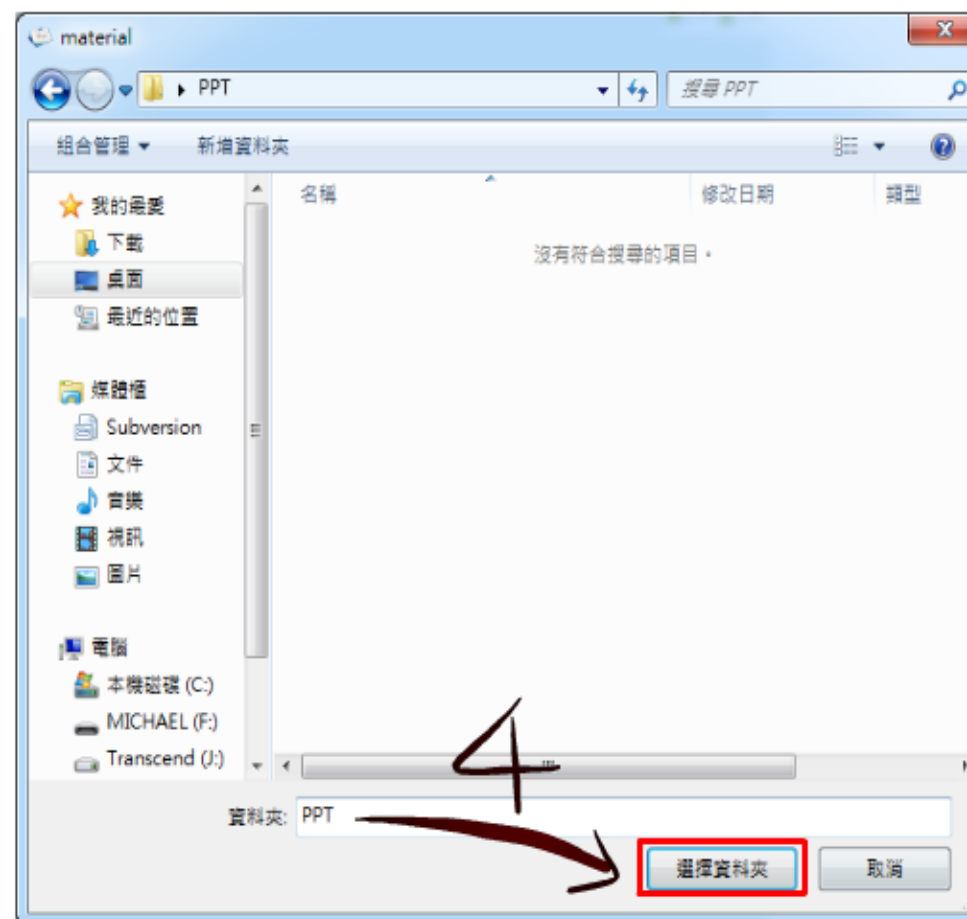 material
PPT
搜尋 PPT
組合管理
新增資料夾
名稱
修改日期
類型
我的最愛
下載
桌面
最近的位置
沒有符合搜尋的項目。
媒體櫃
Subversion
文件
音樂
視訊
圖片
電腦
本機磁碟 (C:)
MICHAEL (F:)
Transcend (J:)
4
資料夾: PPT
選擇資料夾
取消